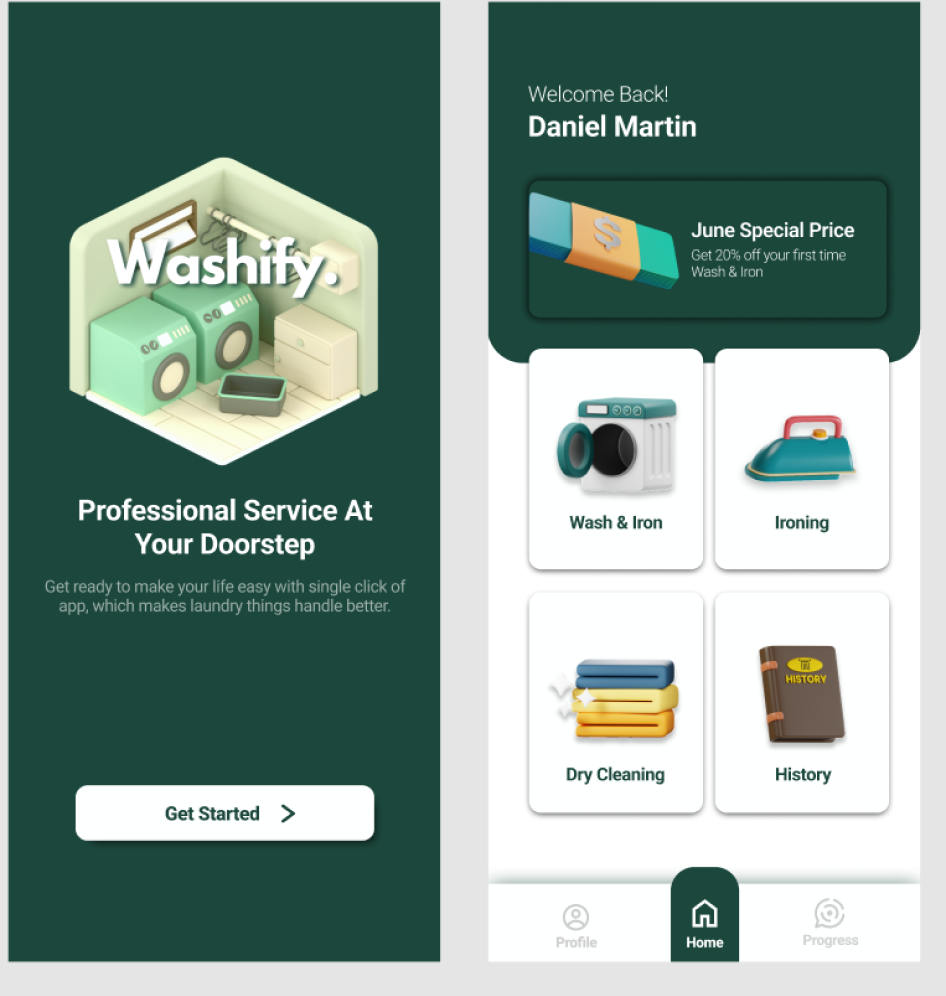 Washify.
Professional Service At
Your Doorstep
Get ready to make your life easy with single click of
app, which makes laundry things handle better.
Get Started
Welcome Back!
Daniel Martin
$
June Special Price
Get 20% off your first time
Wash & Iron
Wash & Iron
Ironing
HISTORY
Dry Cleaning
History
Profile
Home
Progress